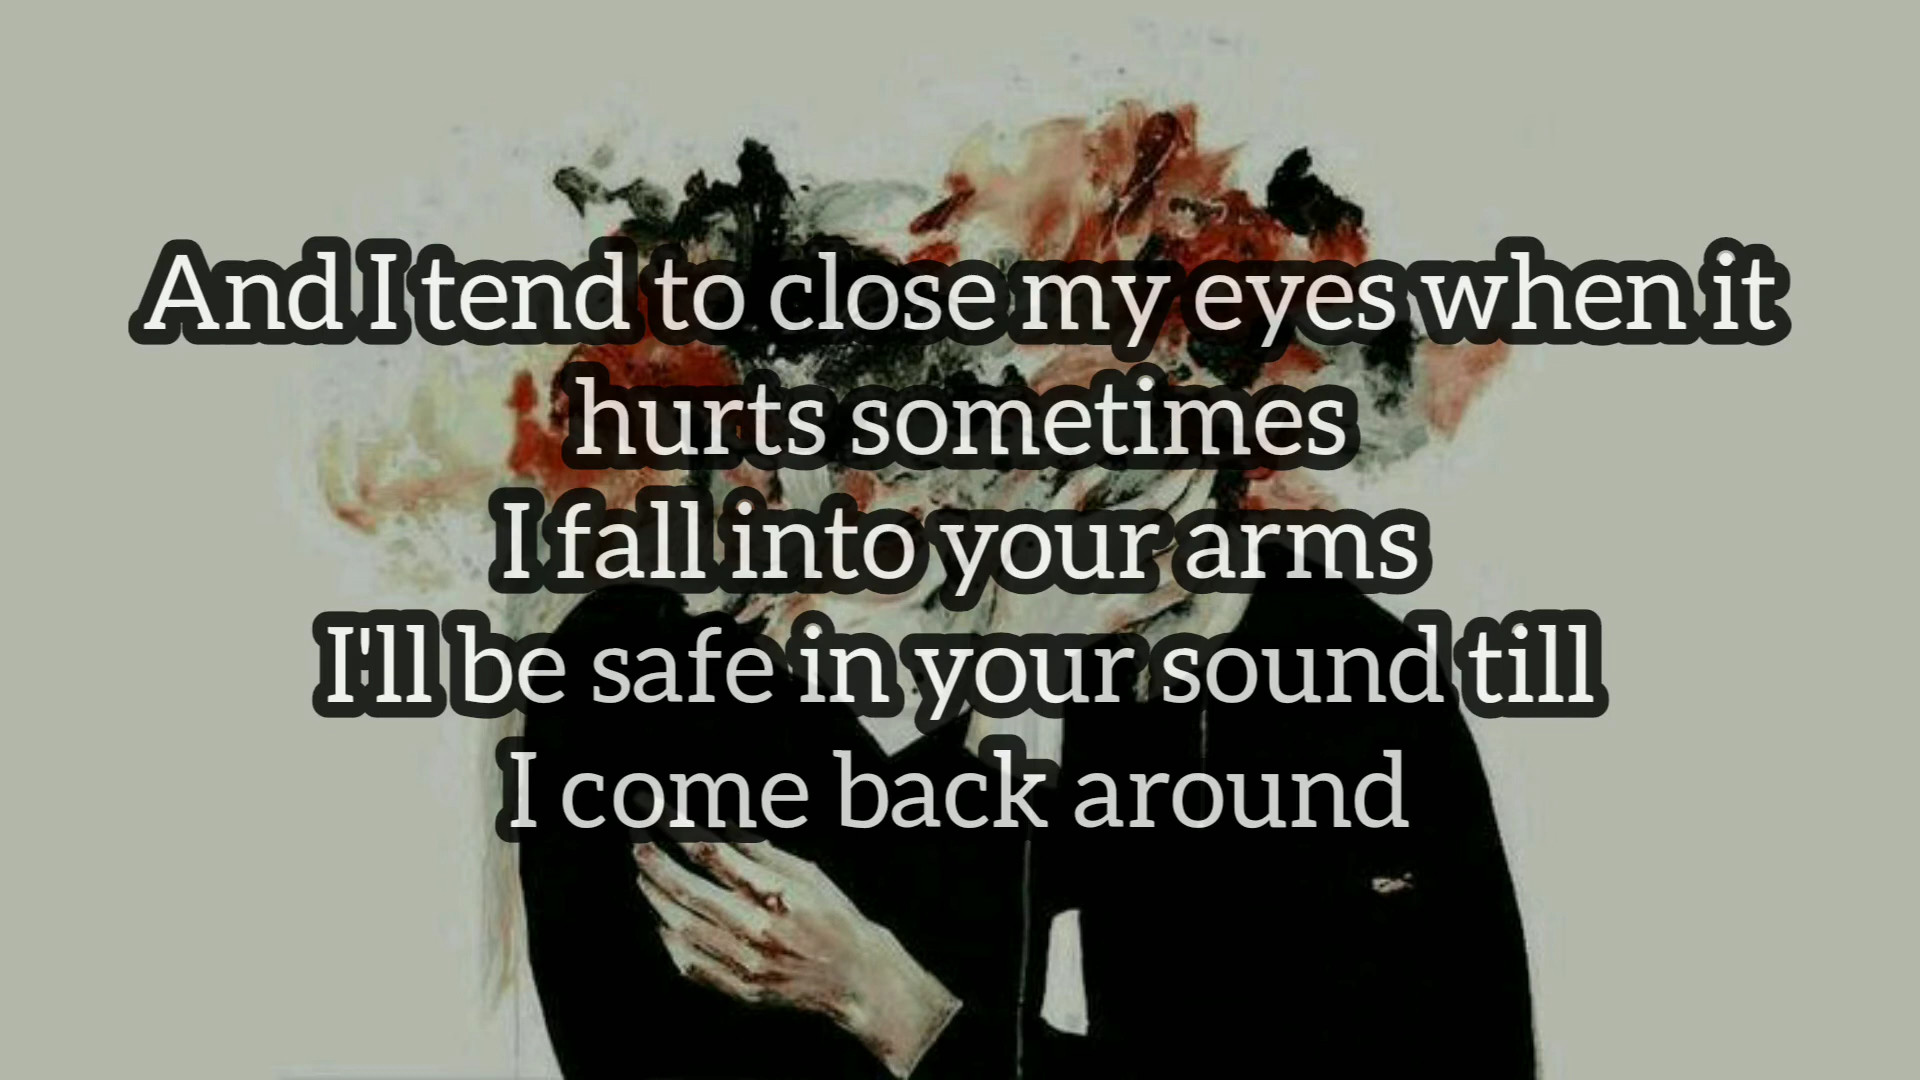 And I tend to close my eyes when it
hurts sometimes
I fall into your arms
I'll be safe in your sound till
I come back around